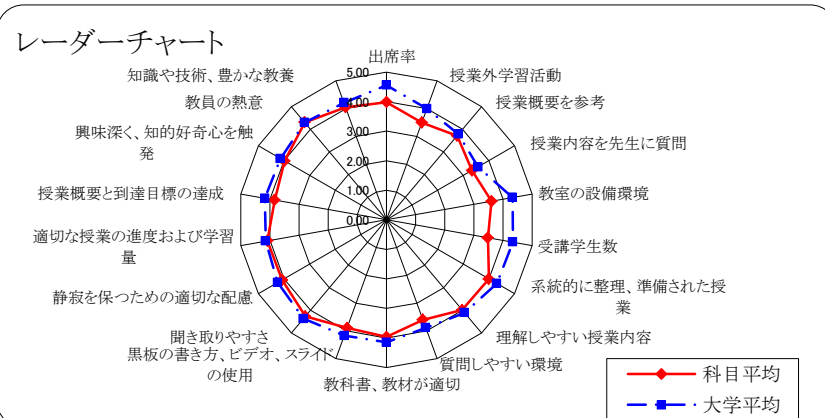 レーダーチャート
出席率
授業外学習活動
授業概要を参考
授業内容を先生に質問
教室の設備環境
受講学生数
系統的に整理、準備された授
業
理解しやすい授業内容
質問しやすい環境
教科書、教材が適切
黒板の書き方、ビデオ、スライド
の使用
聞き取りやすさ
静寂を保つための適切な配慮
適切な授業の進度および学習
量
授業概要と到達目標の達成
興味深く、知的好奇心を触
発
教員の熱意
知識や技術、豊かな教養
5.00
4.00
3.00
2.00
1.00
0.00
科目平均
大学平均